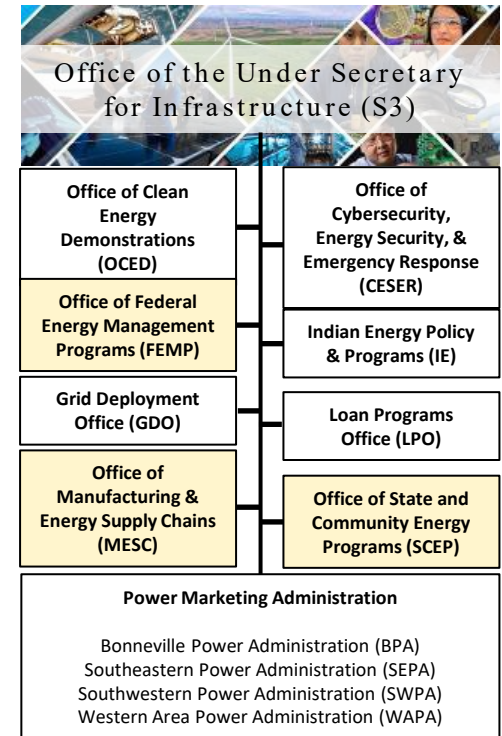 Office of the Under Secretary
for Infrastructure (S3)
Office of Clean
Energy
Demonstrations
(OCED)
Office of
Cybersecurity,
Energy Security, &
Emergency Response
(CESER)
Office of Federal
Energy Management
Programs (FEMP)
Indian Energy Policy
& Programs (IE)
Grid Deployment
Office (GDO)
Loan Programs
Office (LPO)
Office of
Manufacturing &
Energy Supply Chains
(MESC)
Office of State and
Community Energy
Programs (SCEP)
Power Marketing Administration
Bonneville Power Administration (BPA)
Southeastern Power Administration (SEPA)
Southwestern Power Administration (SWPA)
Western Area Power Administration (WAPA)